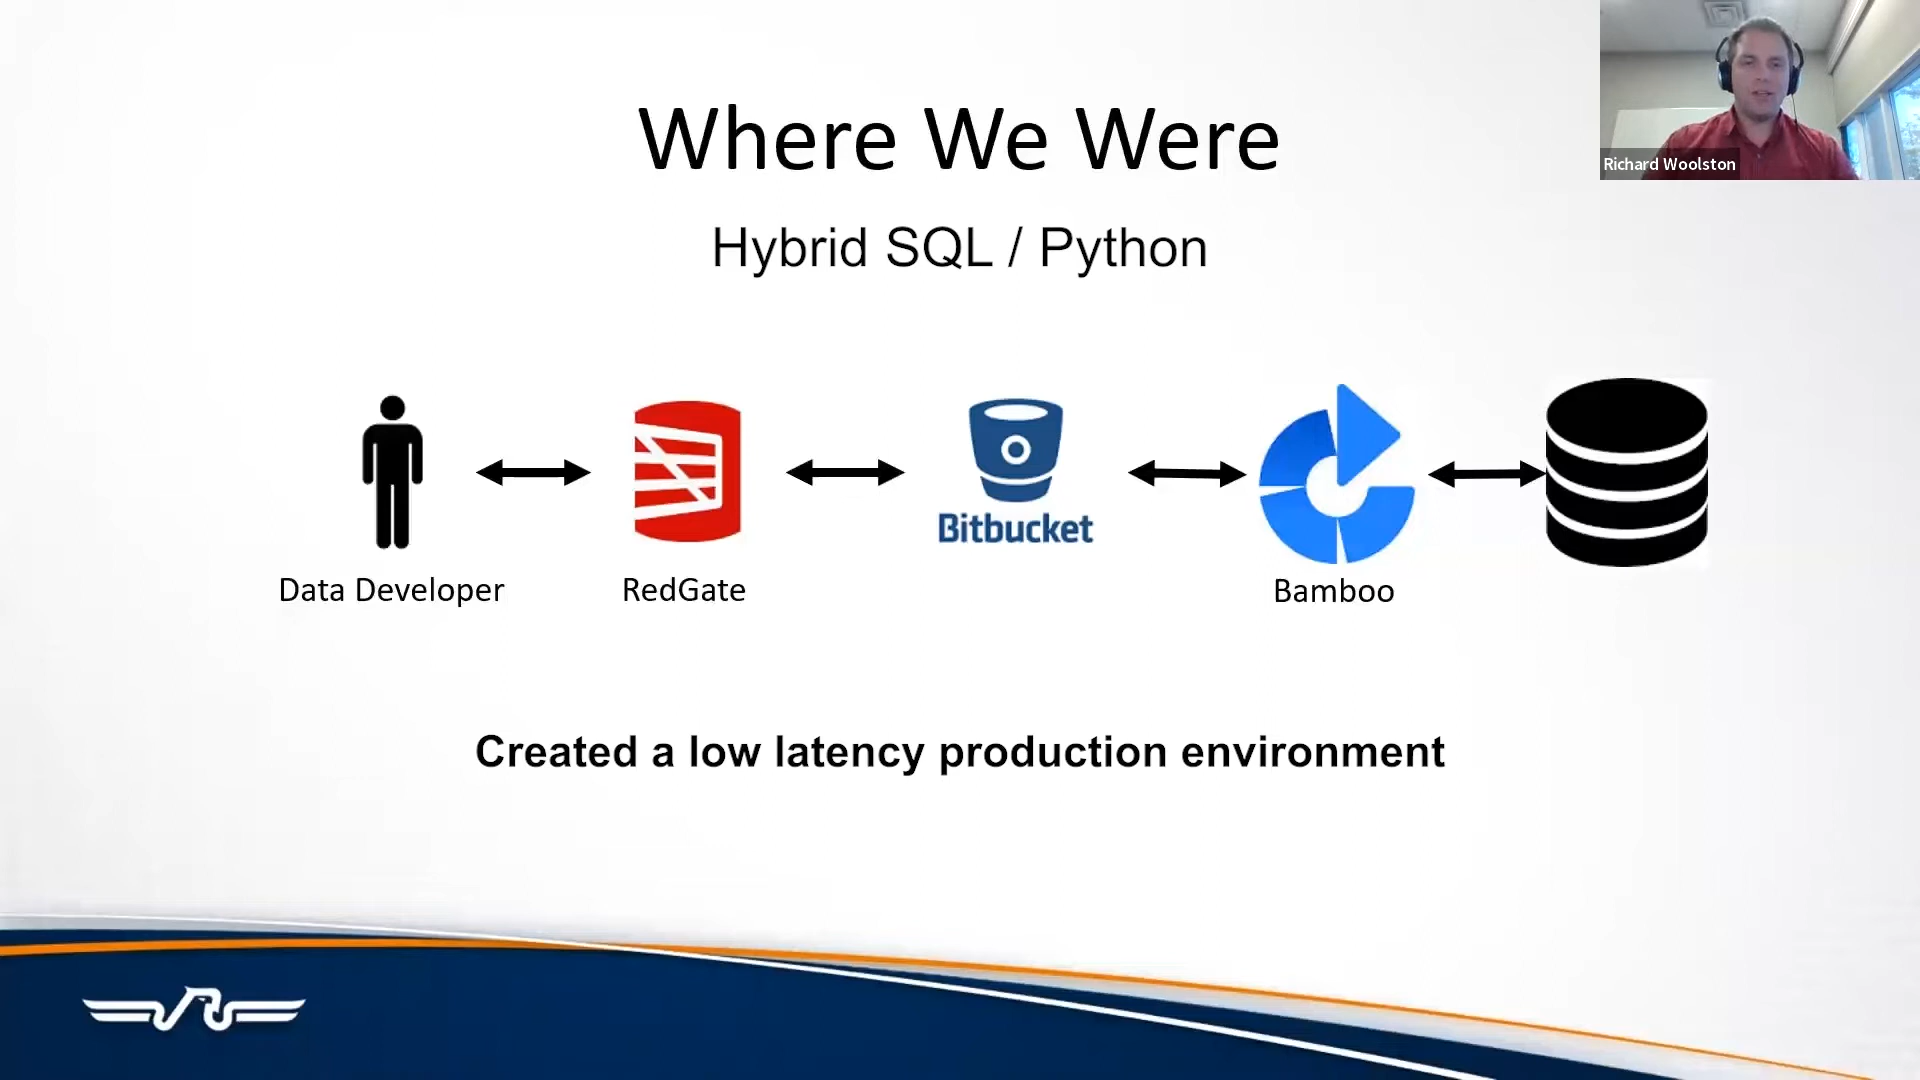 Where We Were
Richard Woolston
Hybrid SQL / Python
Bitbucket
Data Developer
RedGate
Bamboo
Created a low latency production environment